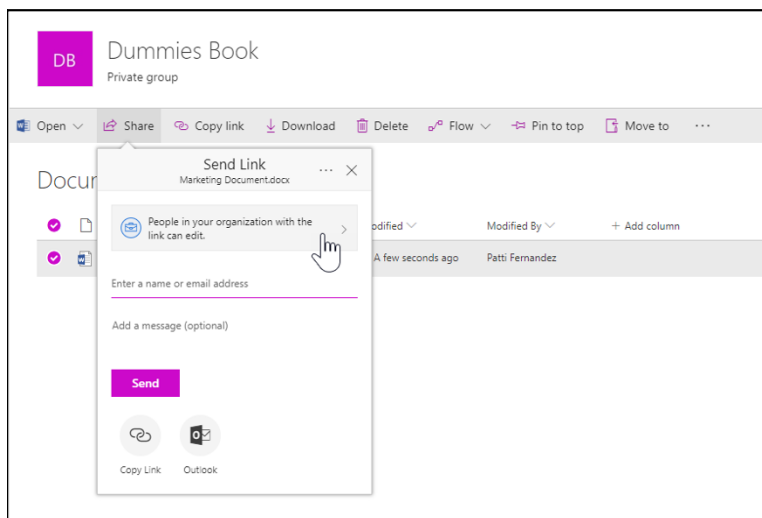 DB
Dummies Book
Private group
Open
Share
Copy link
Download
Delete
Flow
Pin to top
Move to
...
Docur
Send Link
...
Marketing Document.docx
People in your organization with the
link can edit.
odified
Modified By
+ Add column
A few seconds ago
Patti Fernandez
Enter a name or email address
Add a message (optional)
Send
Copy Link
Outlook